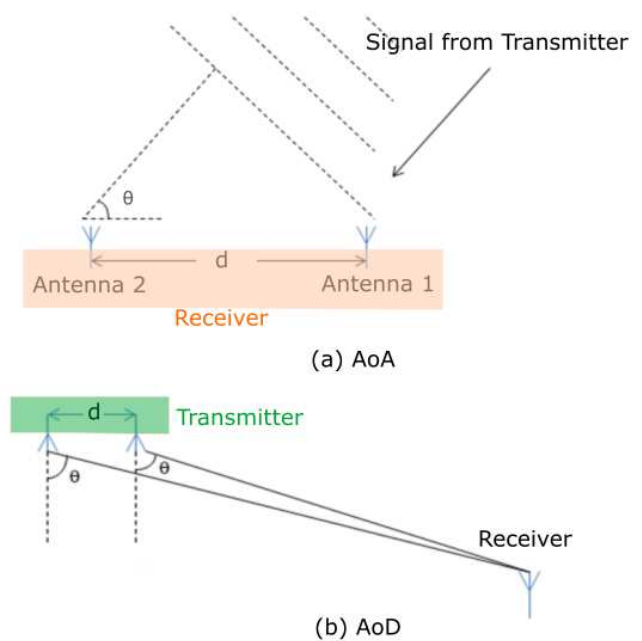 Signal from Transmitter
θ
d
Antenna 2
Antenna 1
Receiver
(a) AoA
d
Transmitter
θ
θ
Receiver
(b) AoD